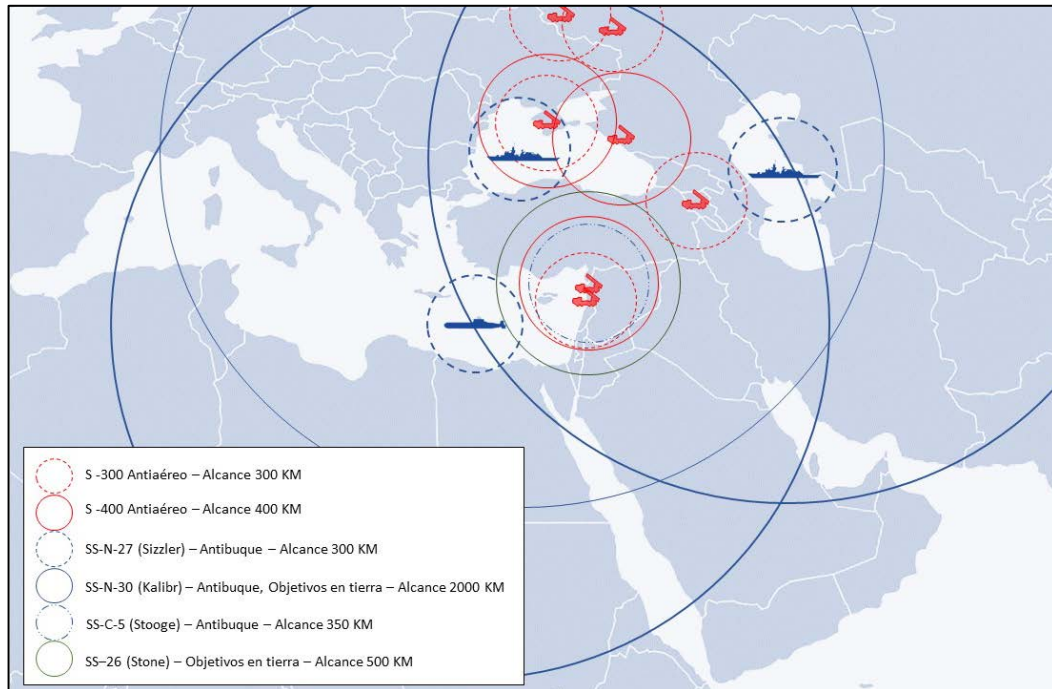 S -300 Antiaéreo – Alcance 300 KM
S -400 Antiaéreo – Alcance 400 KM
SS-N-27 (Sizzler) – Antibuque – Alcance 300 KM
SS-N-30 (Kalibr) – Antibuque, Objetivos en tierra – Alcance 2000 KM
SS-C-5 (Stooge) – Antibuque – Alcance 350 KM
SS–26 (Stone) – Objetivos en tierra – Alcance 500 KM